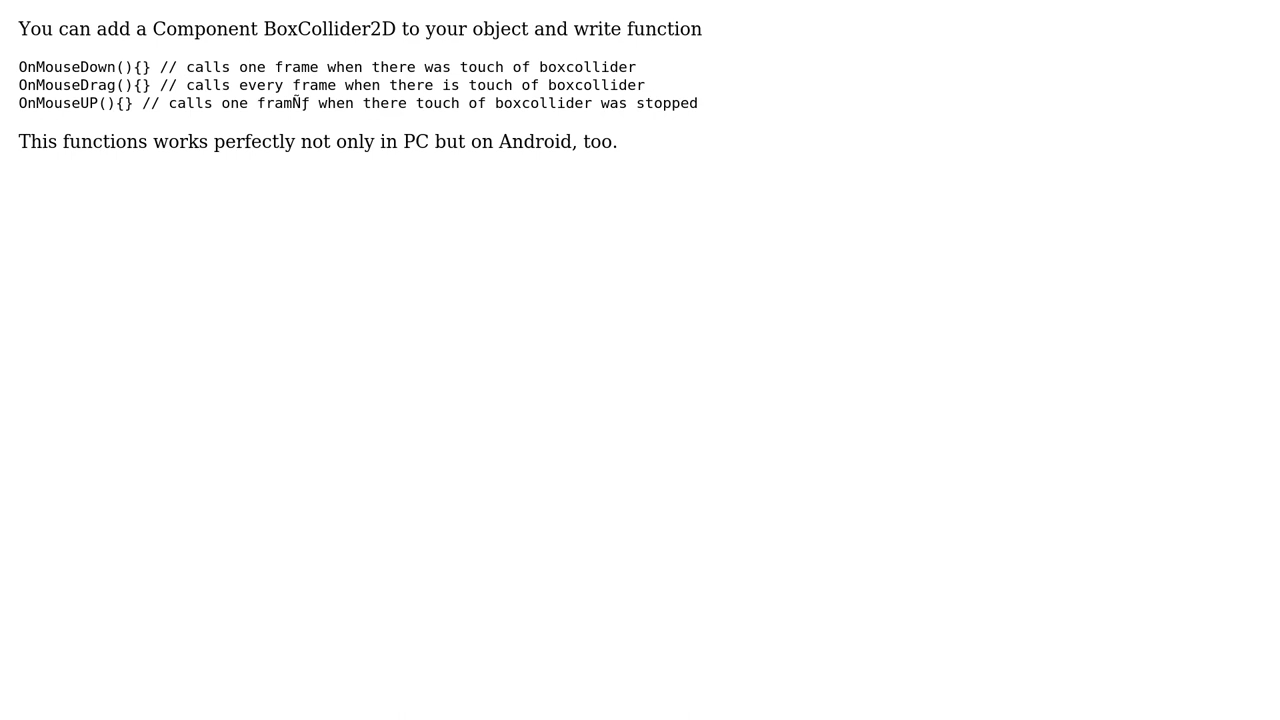 You can add a Component BoxCollider2D to your object and write function
OnMouseDown(){} // calls one frame when there was touch of boxcollider
OnMouseDrag(){} // calls every frame when there is touch of boxcollider
OnMouseUP(){} // calls one framÑƒ when there touch of boxcollider was stopped
This functions works perfectly not only in PC but on Android, too.